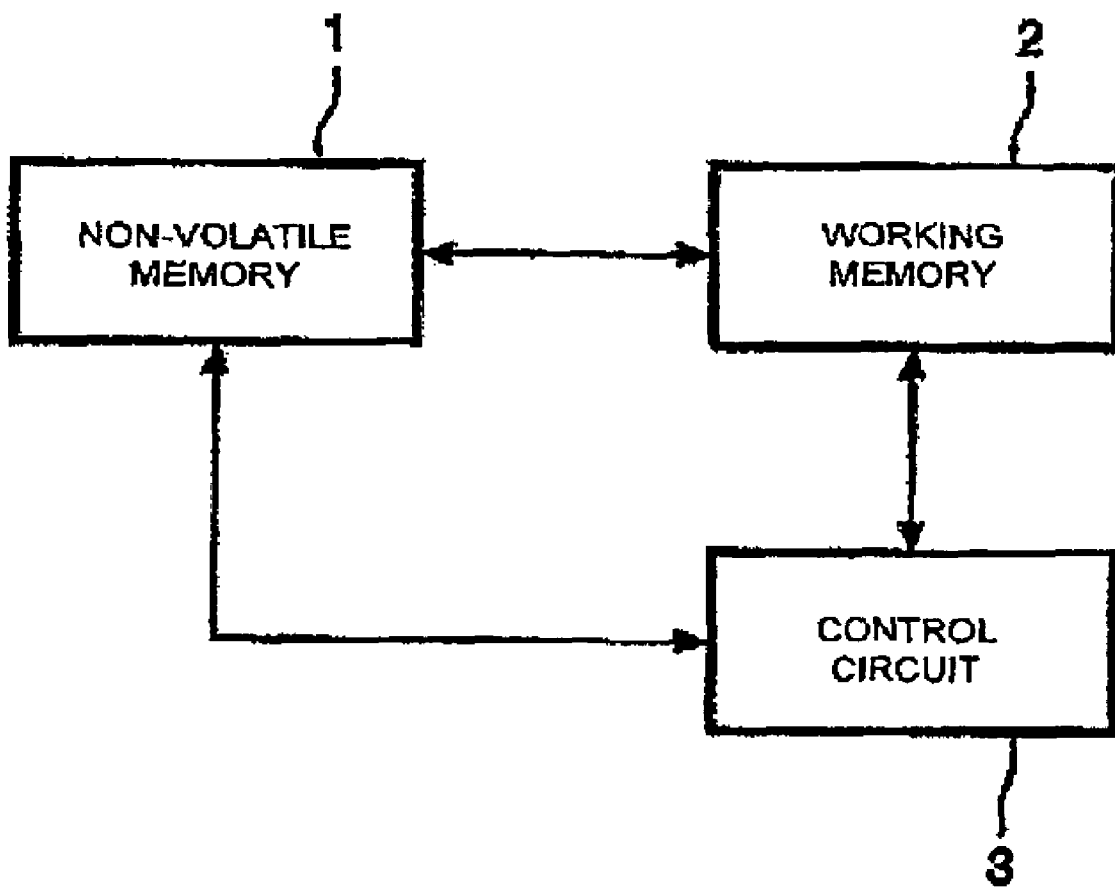 1
2
NON-VOLATILE
MEMORY
WORKING
MEMORY
CONTROL
CIRCUIT
3